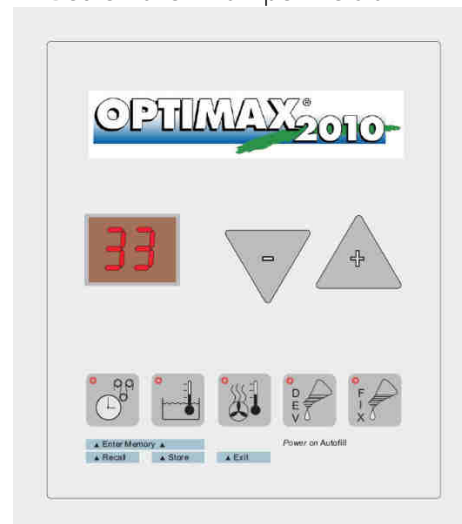 OPTIMAX®
2010
33
-
+
DEV
FIX
▲ Enter Memory ▲
Power on Autofill
▲ Recall
▲ Store
▲ Exit